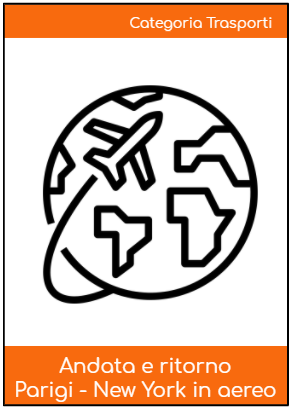 Categoria Trasporti
Andata e ritorno
Parigi - New York in aereo